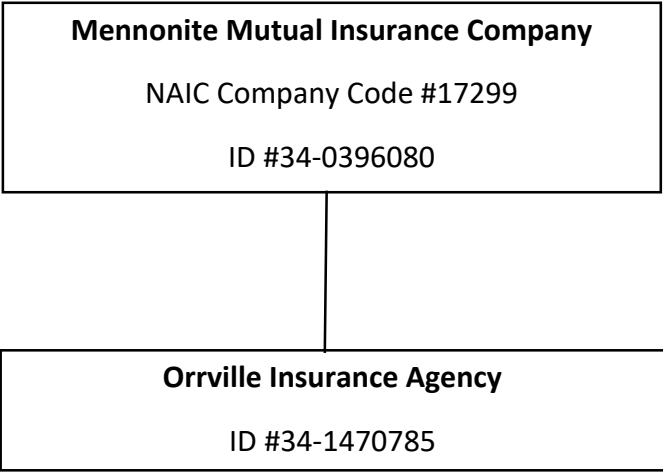 Mennonite Mutual Insurance Company
NAIC Company Code #17299
ID #34-0396080
Orrville Insurance Agency
ID #34-1470785